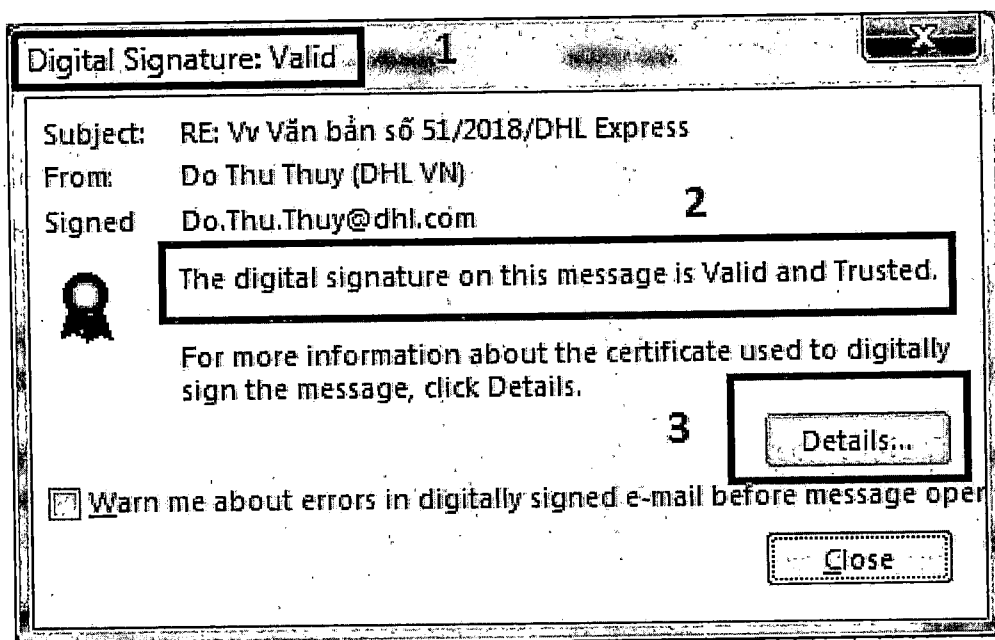 Digital Signature: Valid 1
X
Subject: RE: Vv Văn bản số 51/2018/DHL Express
From: Do Thu Thuy (DHL VN)
2
Signed Do.Thu.Thuy@dhl.com
The digital signature on this message is Valid and Trusted.
For more information about the certificate used to digitally
sign the message, click Details.
3
Details...
Warn me about errors in digitally signed e-mail before message open
Close